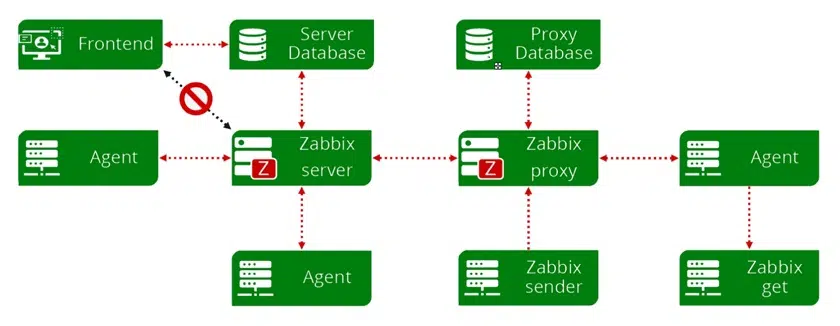 Frontend
Server
Database
Proxy
Database
Agent
Zabbix
server
Z
Zabbix
proxy
Z
Agent
Agent
Zabbix
sender
Zabbix
get